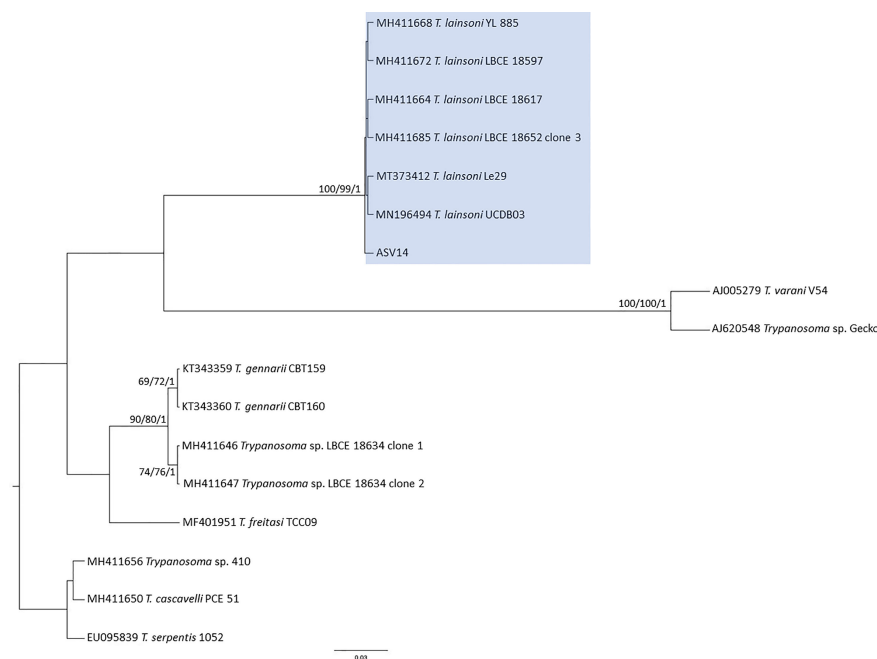 MH411668 T. lainsoni YL 885
MH411672 T. lainsoni LBCE 18597
MH411664 T. lainsoni LBCE 18617
MH411685 T. lainsoni LBCE 18652 clone 3
MT373412 T. lainsoni Le29
100/99/1
MN196494 T. lainsoni UCDB03
ASV14
AJ005279 T. varani V54
100/100/1
AJ620548 Trypanosoma sp. Gecko
KT343359 T. gennarii CBT159
69/72/1
KT343360 T. gennarii CBT160
90/80/1
MH411646 Trypanosoma sp. LBCE 18634 clone 1
74/76/1
MH411647 Trypanosoma sp. LBCE 18634 clone 2
MF401951 T. freitasi TCC09
MH411656 Trypanosoma sp. 410
MH411650 T. cascavelli PCE 51
EU095839 T. serpentis 1052
0.03